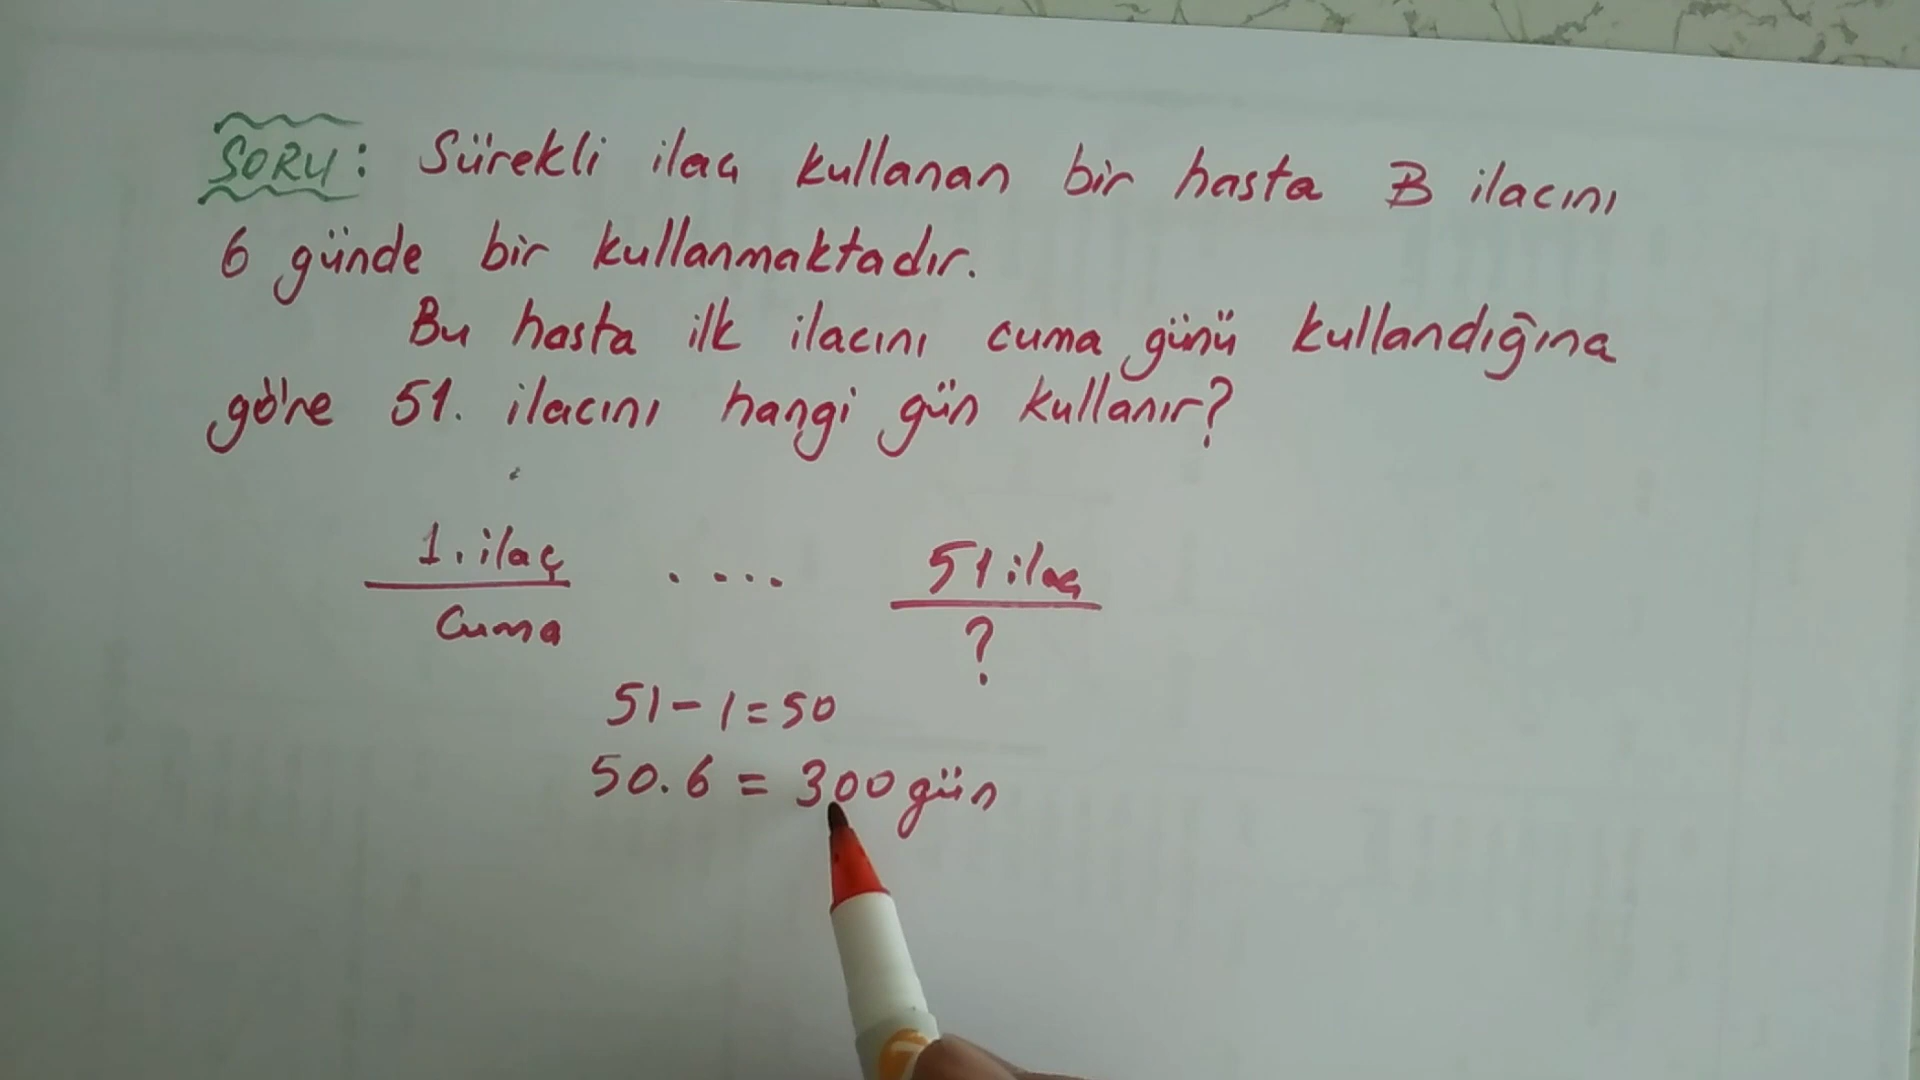 SORU: Sürekli ilaç kullanan bir hasta B ilacını
6 günde bir kullanmaktadır.
Bu hasta ilk ilacını cuma günü kullandığına
göre 51. ilacını hangi gün kullanır?
1. ilaç .... 51 ilaç
Cuma ?
51-1=50
50.6 = 300 gün